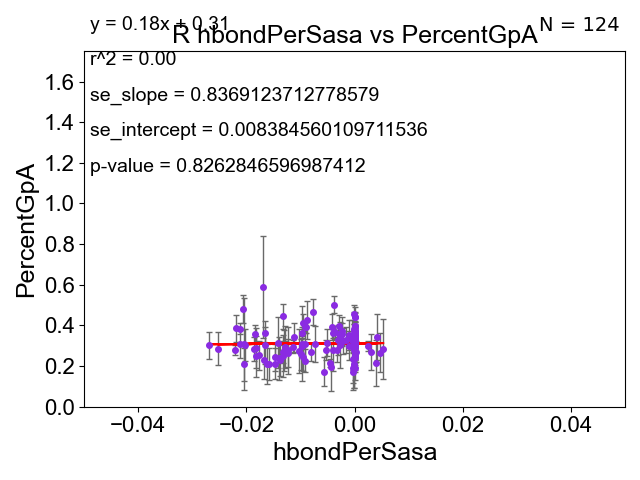 y = 0.18x + 0.31
R hbondPerSasa vs PercentGpA
N = 124
r^2 = 0.00
se_slope = 0.8369123712778579
se_intercept = 0.008384560109711536
p-value = 0.8262846596987412
PercentGpA
1.6
1.4
1.2
1.0
0.8
0.6
0.4
0.2
0.0
−0.04
−0.02
0.00
0.02
0.04
hbondPerSasa